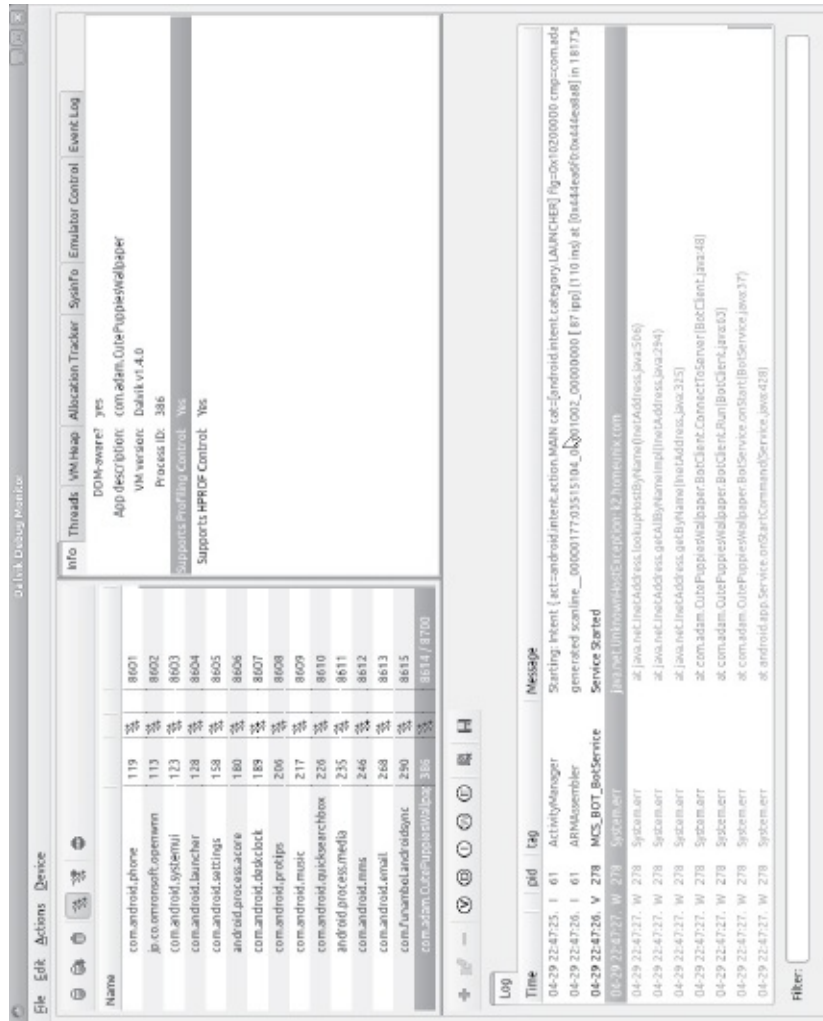 Dalvik Debug Monitor
File Edit Actions Device
Name
com.android.phone 119 8601
jp.co.omronsoft.openwnn 113 8602
com.android.systemui 123 8603
com.android.launcher 128 8604
com.android.settings 158 8605
android.process.acore 180 8606
com.android.deskclock 189 8607
com.android.protips 206 8608
com.android.music 217 8609
com.android.quicksearchbox 226 8610
android.process.media 235 8611
com.android.mms 246 8612
com.android.email 268 8613
com.funambol.androidsync 290 8615
com.adam.CutePuppiesWallpap 386 8614 / 8700
Info Threads VM Heap Allocation Tracker Sysinfo Emulator Control Event Log
DDM-aware? yes
App description: com.adam.CutePuppiesWallpaper
VM version: Dalvik v1.4.0
Process ID: 386
Supports Profiling Control: Yes
Supports HPROF Control: Yes
Log
Time pid tag Message
04-29 22:47:25. I 61 ActivityManager Starting: Intent { act=android.intent.action.MAIN cat=[android.intent.category.LAUNCHER] flg=0x10200000 cmp=com.ada
04-29 22:47:26. I 61 ARMAssembler generated scanline__00000177:03515104_00001002_00000000 [ 87 ipp] (110 ins) at [0x444ea6f0:0x444ea8a8] in 18173
04-29 22:47:26. V 278 MCS_BOT_BotService Service Started
04-29 22:47:27. W 278 System.err java.net.UnknownHostException: k2.homeunix.com
04-29 22:47:27. W 278 System.err at java.net.InetAddress.lookupHostByName(InetAddress.java:506)
04-29 22:47:27. W 278 System.err at java.net.InetAddress.getAllByNameImpl(InetAddress.java:294)
04-29 22:47:27. W 278 System.err at java.net.InetAddress.getByName(InetAddress.java:325)
04-29 22:47:27. W 278 System.err at com.adam.CutePuppiesWallpaper.BotClient.ConnectToServer(BotClient.java:48)
04-29 22:47:27. W 278 System.err at com.adam.CutePuppiesWallpaper.BotClient.Run(BotClient.java:63)
04-29 22:47:27. W 278 System.err at com.adam.CutePuppiesWallpaper.BotService.onStart(BotService.java:37)
04-29 22:47:27. W 278 System.err at android.app.Service.onStartCommand(Service.java:428)
Filter: